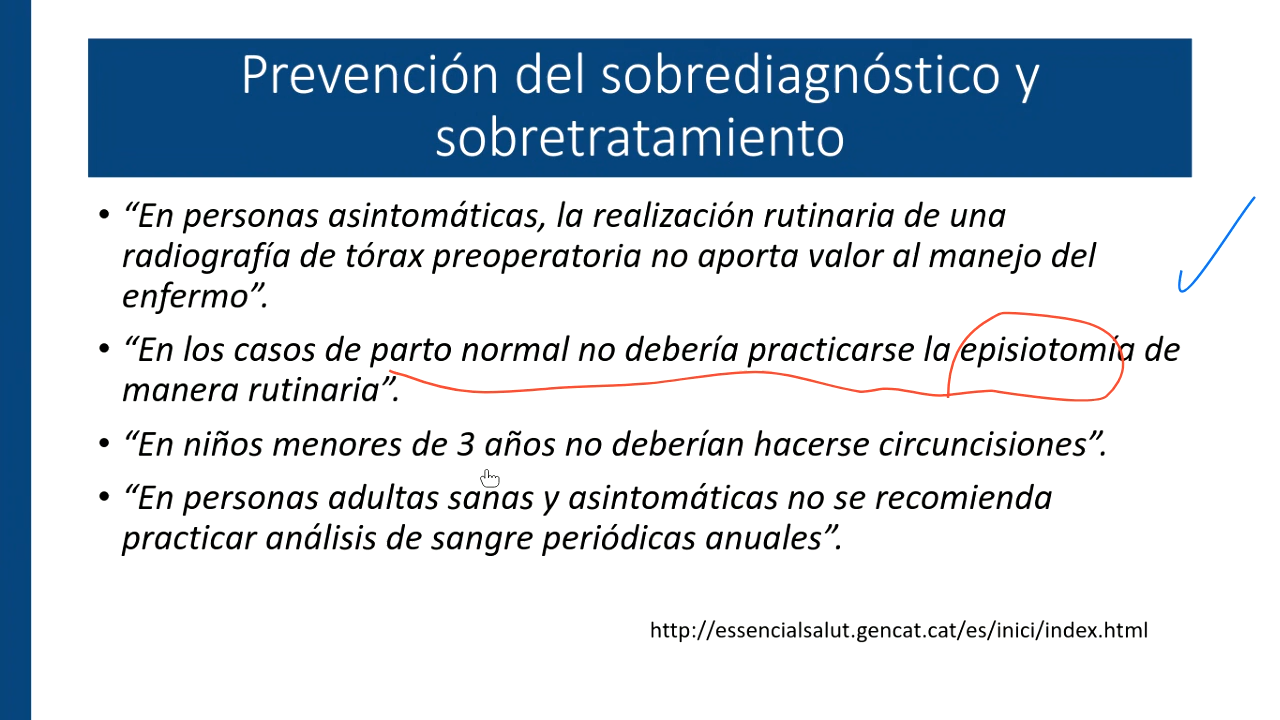 Prevención del sobrediagnóstico y
sobretratamiento
• “En personas asintomáticas, la realización rutinaria de una
radiografía de tórax preoperatoria no aporta valor al manejo del
enfermo”.
• “En los casos de parto normal no debería practicarse la episiotomía de
manera rutinaria”.
• “En niños menores de 3 años no deberían hacerse circuncisiones”.
• “En personas adultas sanas y asintomáticas no se recomienda
practicar análisis de sangre periódicas anuales”.
http://essencialsalut.gencat.cat/es/inici/index.html